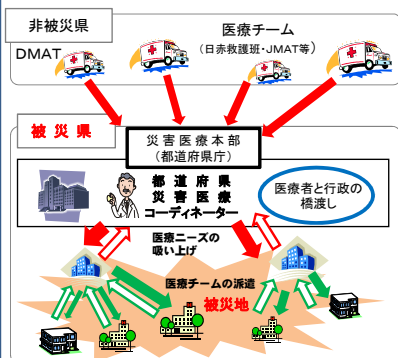 非被災県
DMAT
医療チーム
(日赤救護班・JMAT等)
被災県
災害医療本部
(都道府県庁)
都道府県
災害医療
コーディネーター
医療者と行政の
橋渡し
医療ニーズの
吸い上げ
医療チームの派遣
被災地